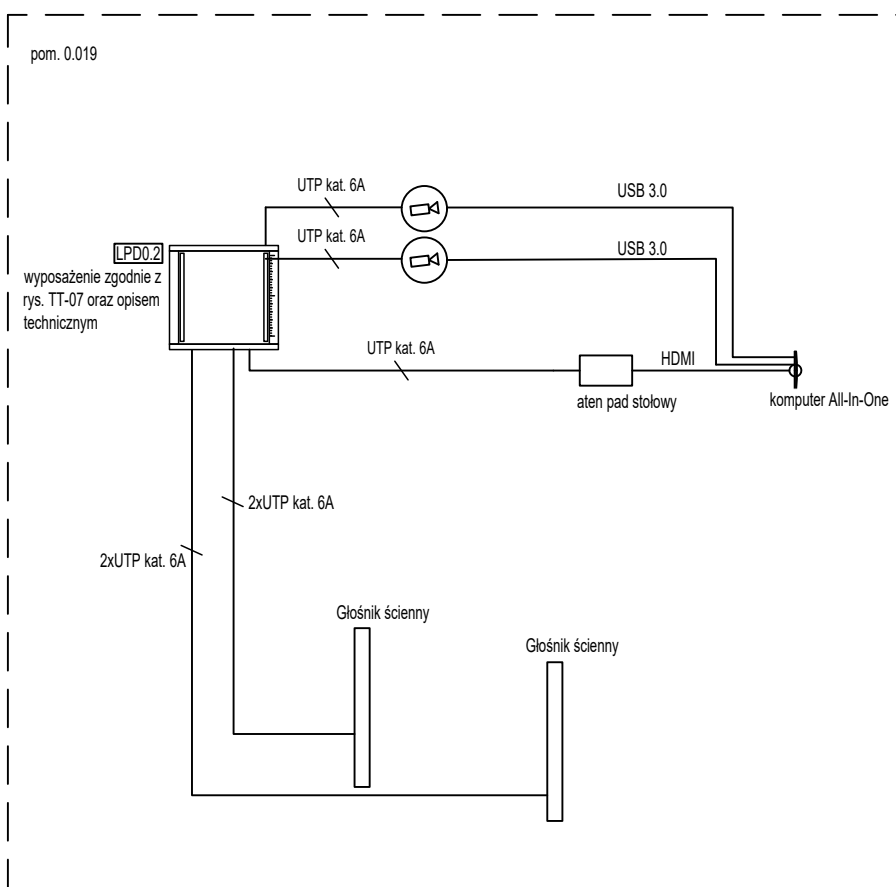 pom. 0.019
UTP kat. 6A
USB 3.0
UTP kat. 6A
USB 3.0
LPD0.2
wyposażenie zgodnie z
rys. TT-07 oraz opisem
technicznym
UTP kat. 6A
HDMI
aten pad stołowy
komputer All-In-One
2xUTP kat. 6A
2xUTP kat. 6A
Głośnik ścienny
Głośnik ścienny